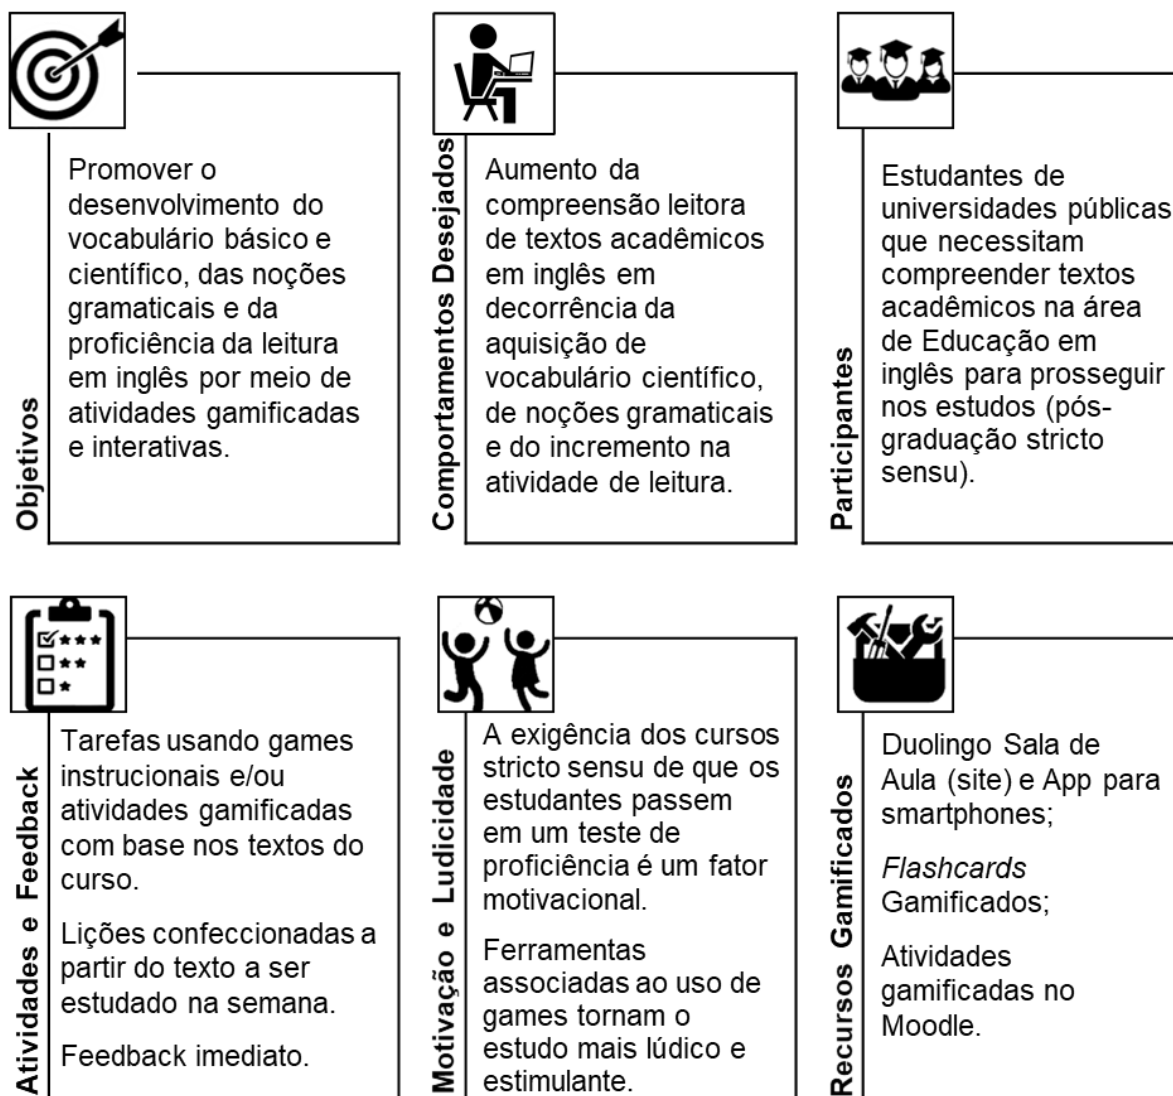 Objetivos
Promover o
desenvolvimento do
vocabulário básico e
científico, das noções
gramaticais e da
proficiência da leitura
em inglês por meio de
atividades gamificadas
e interativas.
Comportamentos Desejados
Aumento da
compreensão leitora
de textos acadêmicos
em inglês em
decorrência da
aquisição de
vocabulário científico,
de noções gramaticais
e do incremento na
atividade de leitura.
Participantes
Estudantes de
universidades públicas
que necessitam
compreender textos
acadêmicos na área
de Educação em
inglês para prosseguir
nos estudos (pós-
graduação stricto
sensu).
Atividades e Feedback
Tarefas usando games
instrucionais e/ou
atividades gamificadas
com base nos textos do
curso.
Lições confeccionadas a
partir do texto a ser
estudado na semana.
Feedback imediato.
Motivação e Ludicidade
A exigência dos cursos
stricto sensu de que os
estudantes passem
em um teste de
proficiência é um fator
motivacional.
Ferramentas
associadas ao uso de
games tornam o
estudo mais lúdico e
estimulante.
Recursos Gamificados
Duolingo Sala de
Aula (site) e App para
smartphones;
Flashcards
Gamificados;
Atividades
gamificadas no
Moodle.